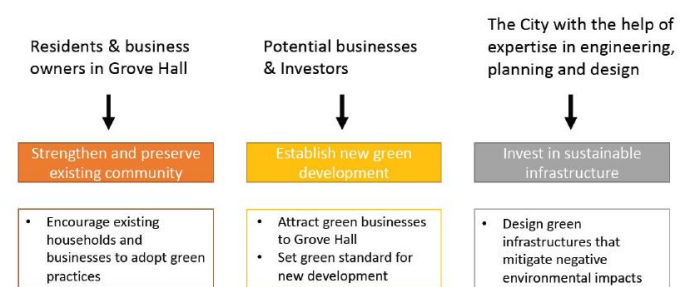 Residents & business
owners in Grove Hall
Potential businesses
& Investors
The City with the help of
expertise in engineering,
planning and design
Strengthen and preserve
existing community
Establish new green
development
Invest in sustainable
infrastructure
• Encourage existing
households and
businesses to adopt green
practices
• Attract green businesses
to Grove Hall
• Set green standard for
new development
• Design green
infrastructures that
mitigate negative
environmental impacts